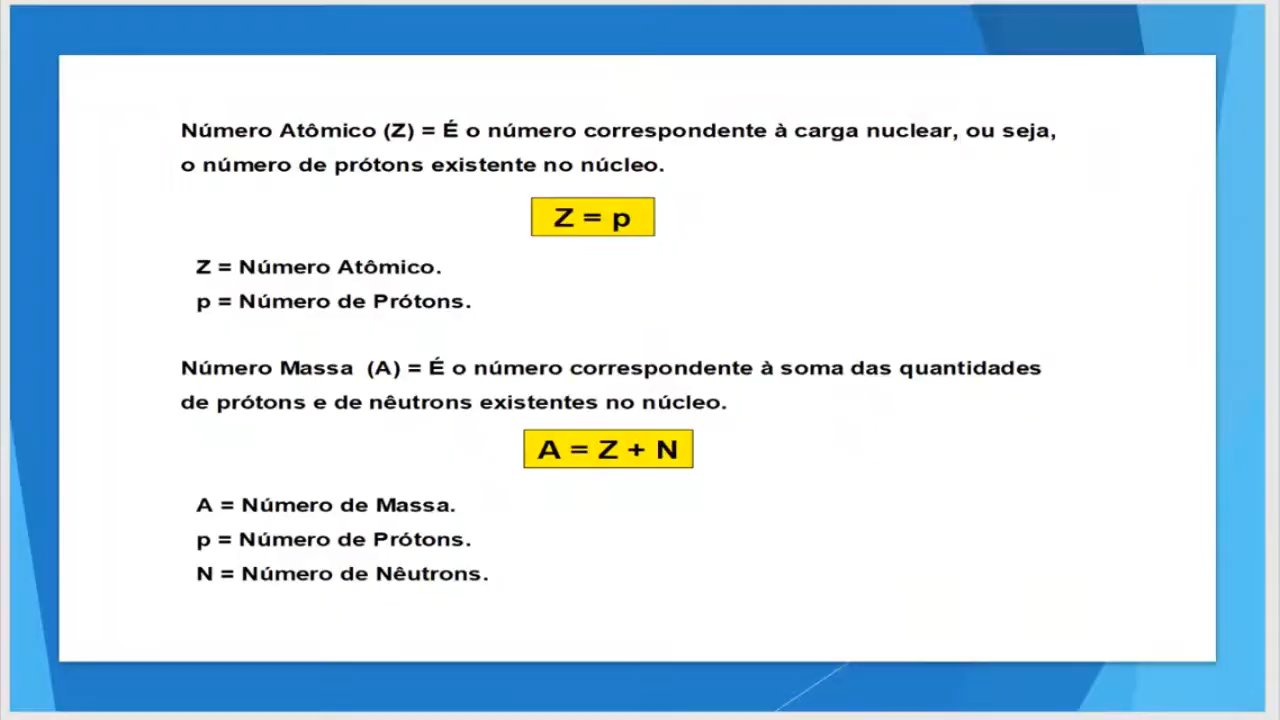 Número Atômico (Z) = É o número correspondente à carga nuclear, ou seja,
o número de prótons existente no núcleo.
Z = p
Z = Número Atômico.
p = Número de Prótons.
Número Massa (A) = É o número correspondente à soma das quantidades
de prótons e de nêutrons existentes no núcleo.
A = Z + N
A = Número de Massa.
p = Número de Prótons.
N = Número de Nêutrons.